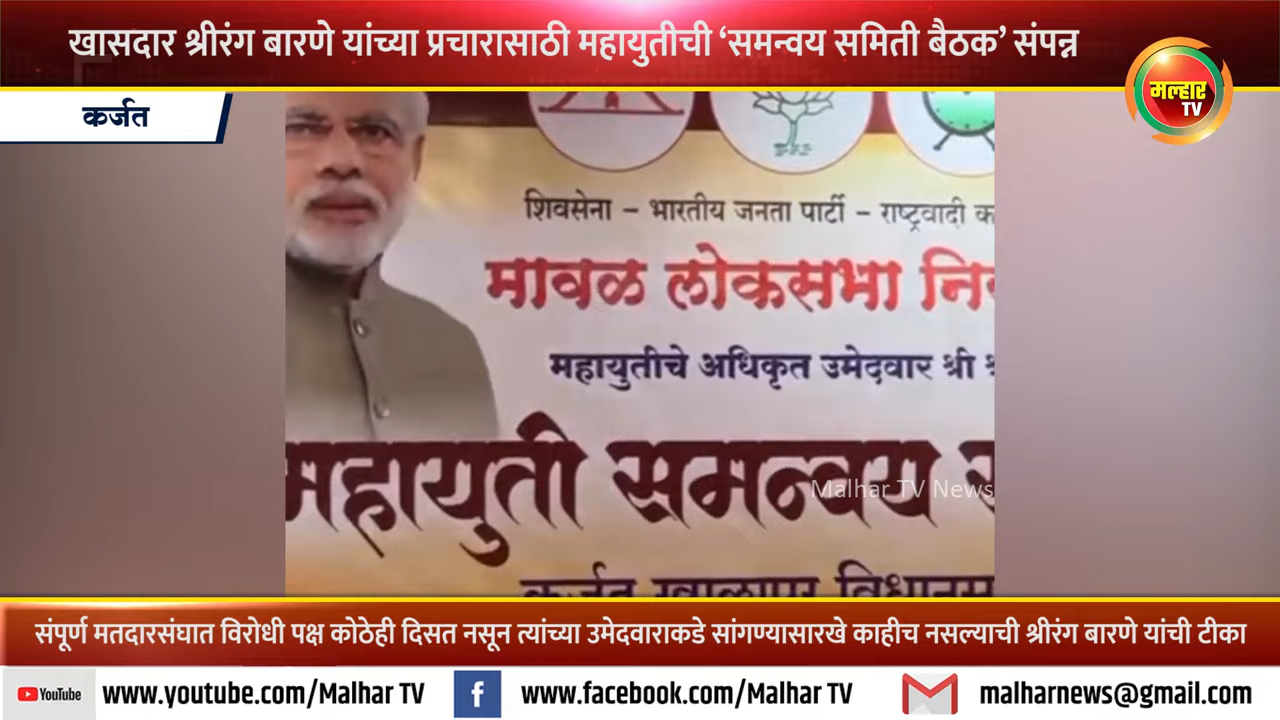 खासदार श्रीरंग बारणे यांच्या प्रचारासाठी महायुतीची ‘समन्वय समिती बैठक’ संपन्न
मल्हार
TV
कर्जत
शिवसेना – भारतीय जनता पार्टी – राष्ट्रवादी
मावळ लोकसभा
महायुतीचे अधिकृत उमेदवार श्री
महायुती समन्वय
Malhar TV News
कर्जत खालापूर
संपूर्ण मतदारसंघात विरोधी पक्ष कोठेही दिसत नसून त्यांच्या उमेदवाराकडे सांगण्यासारखे काहीच नसल्याची श्रीरंग बारणे यांची टीका
YouTube www.youtube.com/Malhar TV www.facebook.com/Malhar TV malharnews@gmail.com